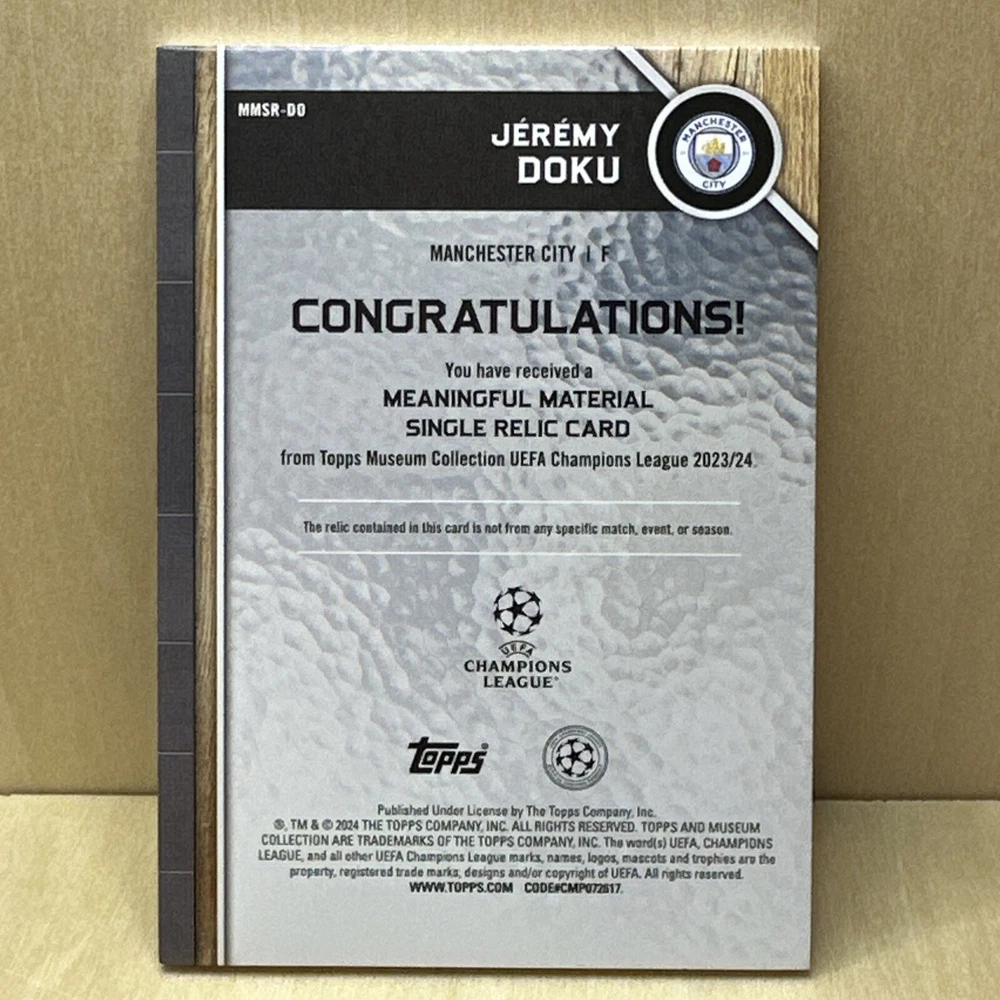 MMSR-DO
JÉRÉMY
DOKU
MANCHESTER
CITY
MANCHESTER CITY | F
CONGRATULATIONS!
You have received a
MEANINGFUL MATERIAL
SINGLE RELIC CARD
from Topps Museum Collection UEFA Champions League 2023/24.
The relic contained in this card is not from any specific match, event, or season.
UEFA
CHAMPIONS
LEAGUE®
topps®
Published Under License by The Topps Company, Inc.
®, TM & © 2024 THE TOPPS COMPANY, INC. ALL RIGHTS RESERVED. TOPPS AND MUSEUM
COLLECTION ARE TRADEMARKS OF THE TOPPS COMPANY, INC. The word(s) UEFA, CHAMPIONS
LEAGUE, and all other UEFA Champions League marks, names, logos, mascots and trophies are the
property, registered trade marks, designs and/or copyright of UEFA. All rights reserved.
WWW.TOPPS.COM CODE#CMP072617.